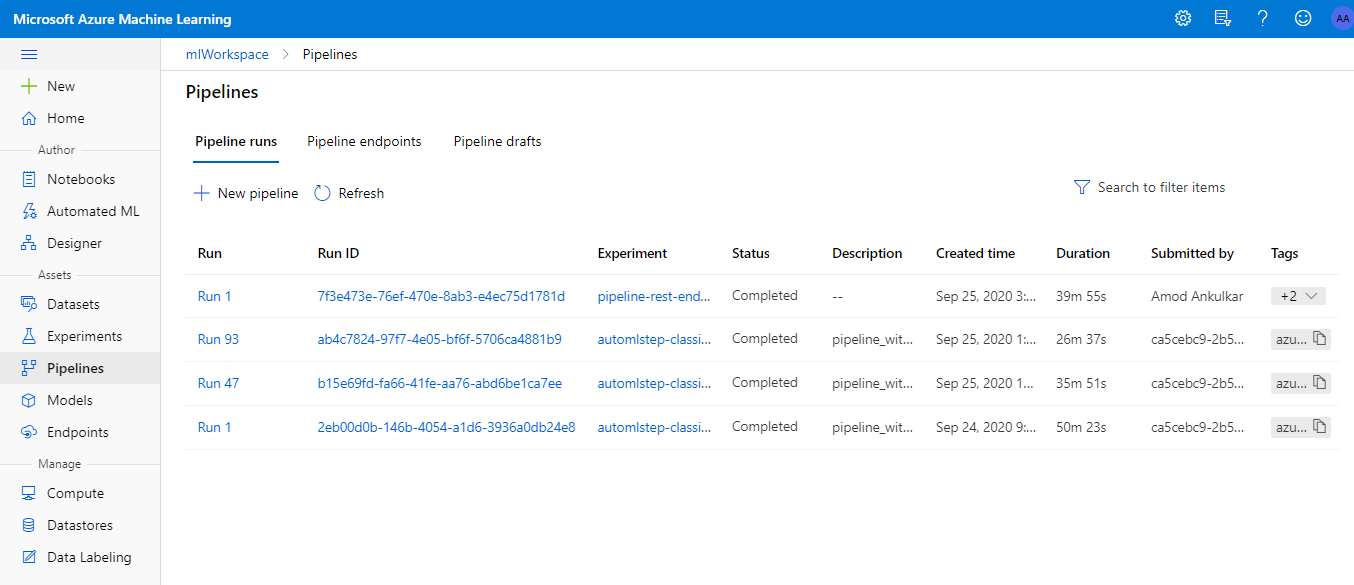 Microsoft Azure Machine Learning
AA
New
Home
Author
Notebooks
Automated ML
Designer
Assets
Datasets
Experiments
Pipelines
Models
Endpoints
Manage
Compute
Datastores
Data Labeling
mlWorkspace > Pipelines
Pipelines
Pipeline runs Pipeline endpoints Pipeline drafts
New pipeline Refresh Search to filter items
Run Run ID Experiment Status Description Created time Duration Submitted by Tags
Run 1 7f3e473e-76ef-470e-8ab3-e4ec75d1781d pipeline-rest-end... Completed -- Sep 25, 2020 3:... 39m 55s Amod Ankulkar +2
Run 93 ab4c7824-97f7-4e05-bf6f-5706ca4881b9 automlstep-classi... Completed pipeline_wit... Sep 25, 2020 1:... 26m 37s ca5cebc9-2b5... azu...
Run 47 b15e69fd-fa66-41fe-aa76-abd6be1ca7ee automlstep-classi... Completed pipeline_wit... Sep 25, 2020 1... 35m 51s ca5cebc9-2b5... azu...
Run 1 2eb00d0b-146b-4054-a1d6-3936a0db24e8 automlstep-classi... Completed pipeline_wit... Sep 24, 2020 9:... 50m 23s ca5cebc9-2b5... azu...